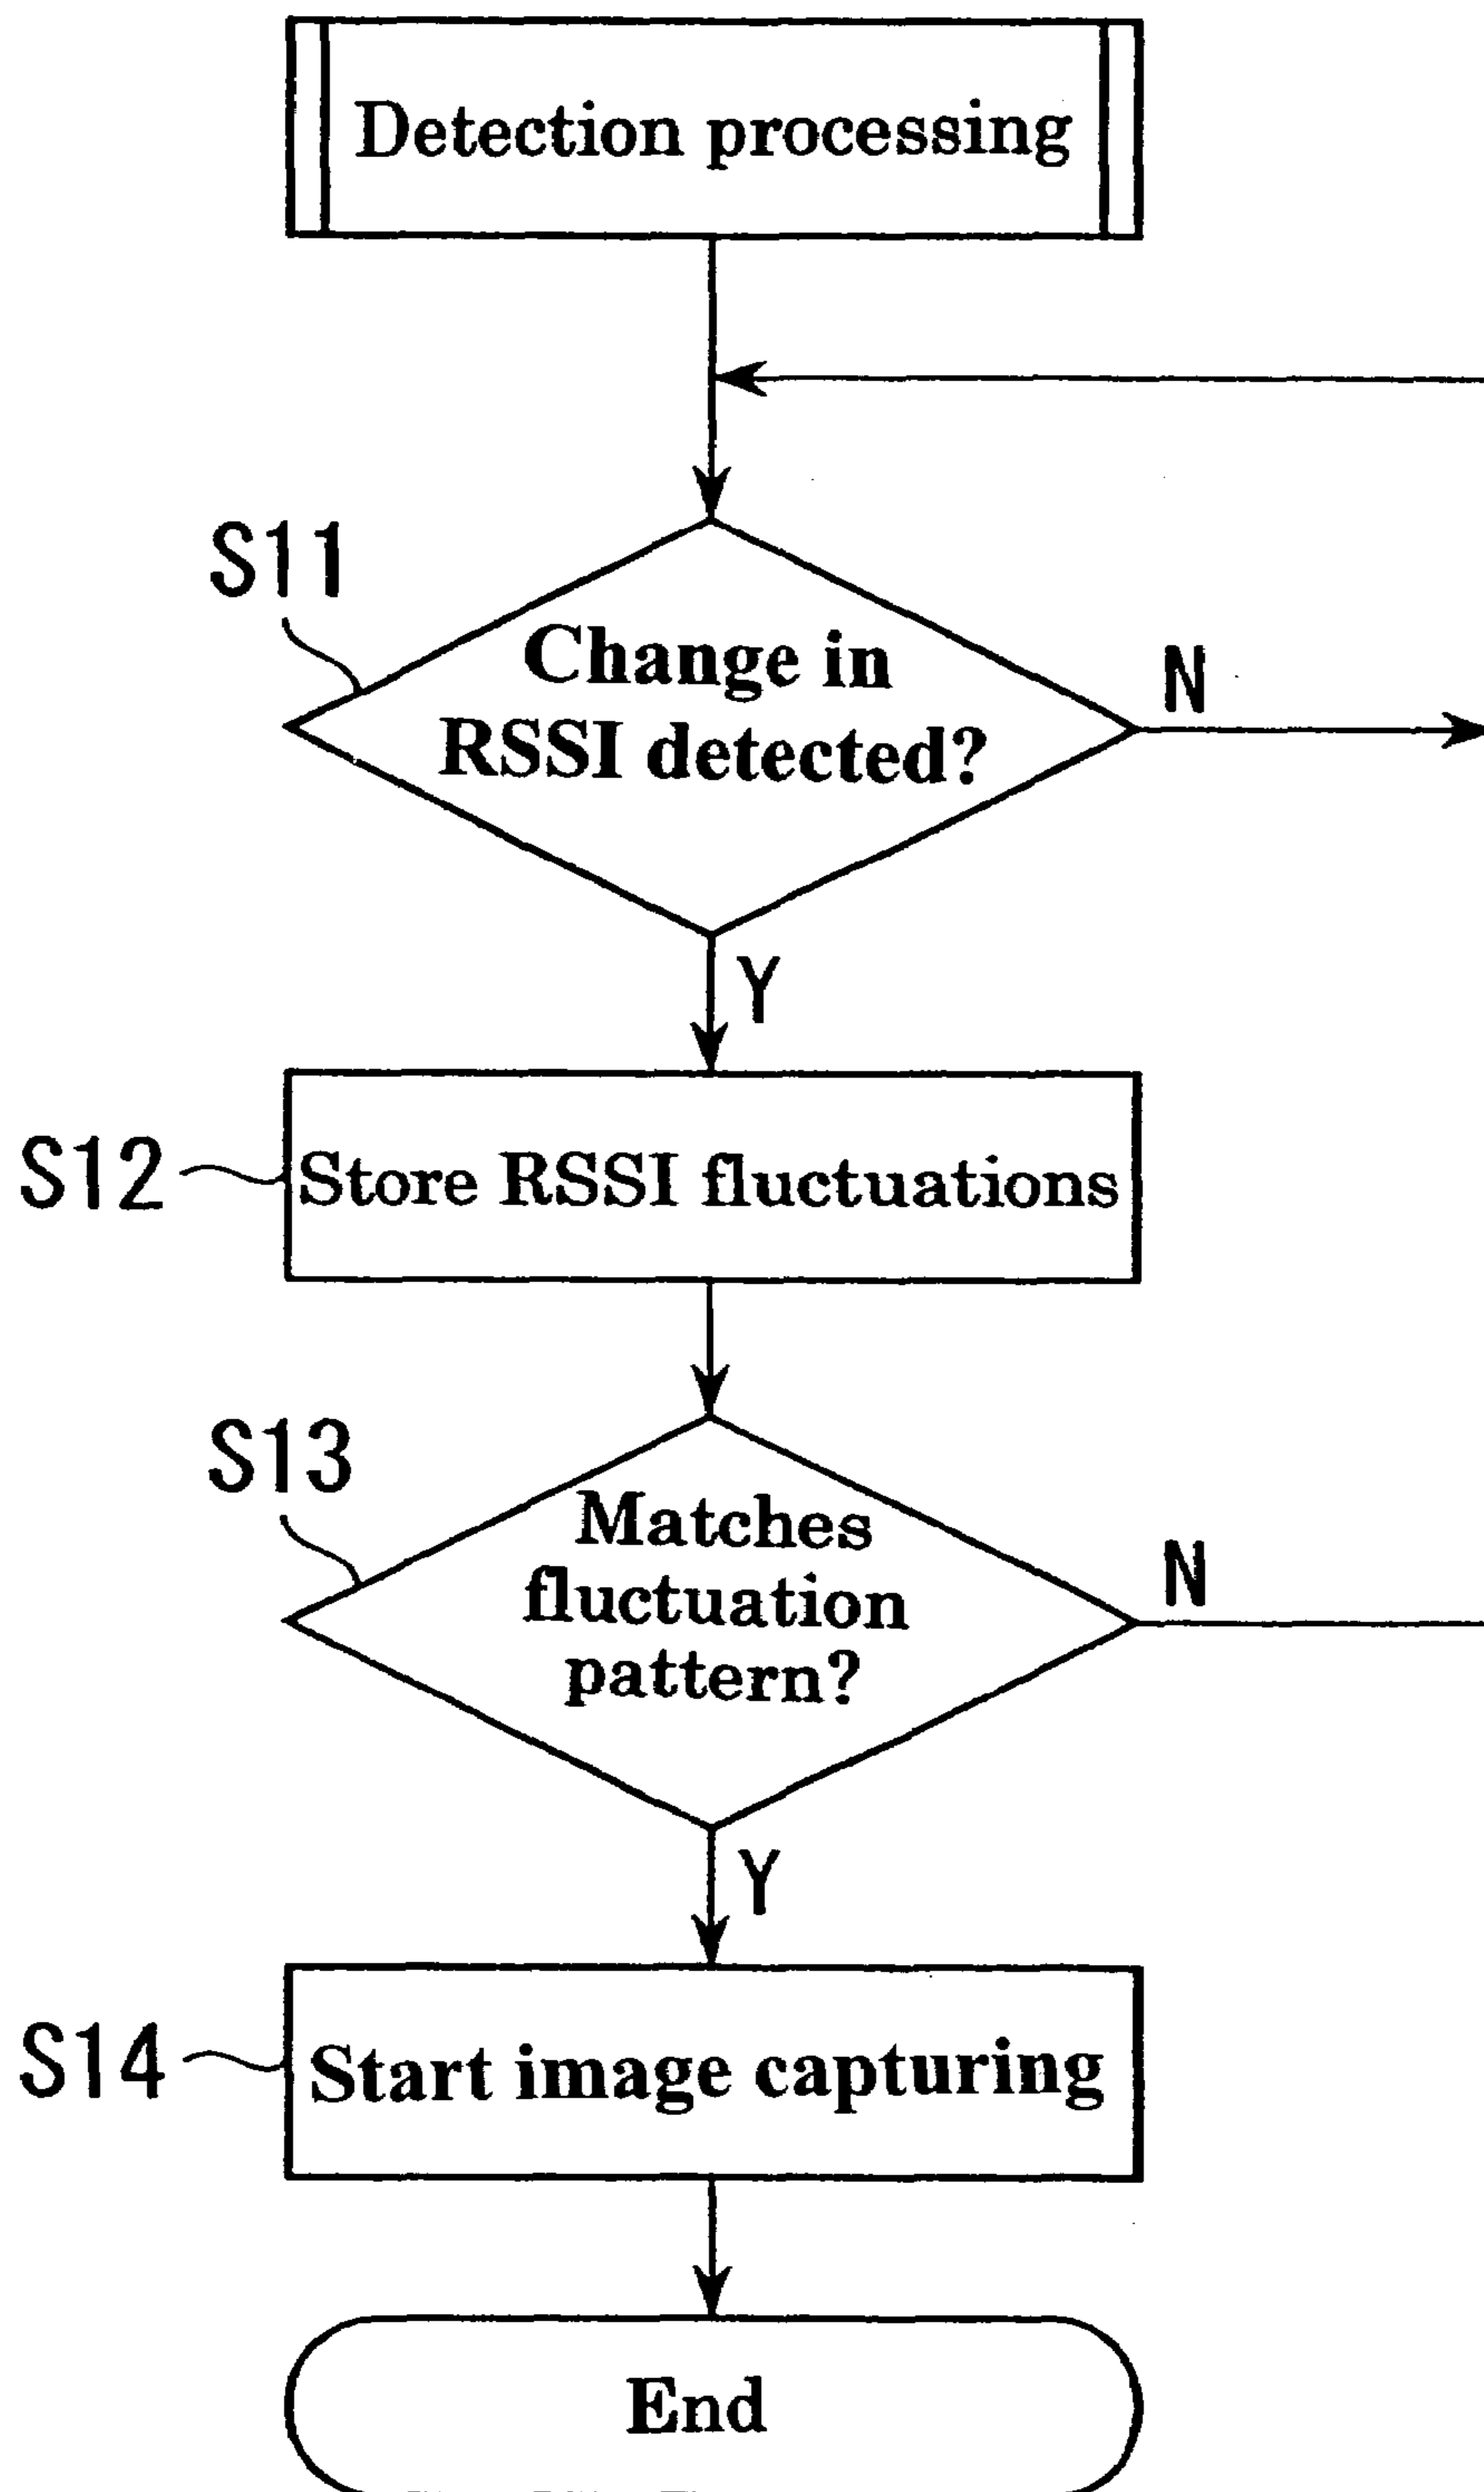 Detection processing
S11
Change in
RSSI detected?
N
Y
S12
Store RSSI fluctuations
S13
Matches
fluctuation
pattern?
N
Y
S14
Start image capturing
End